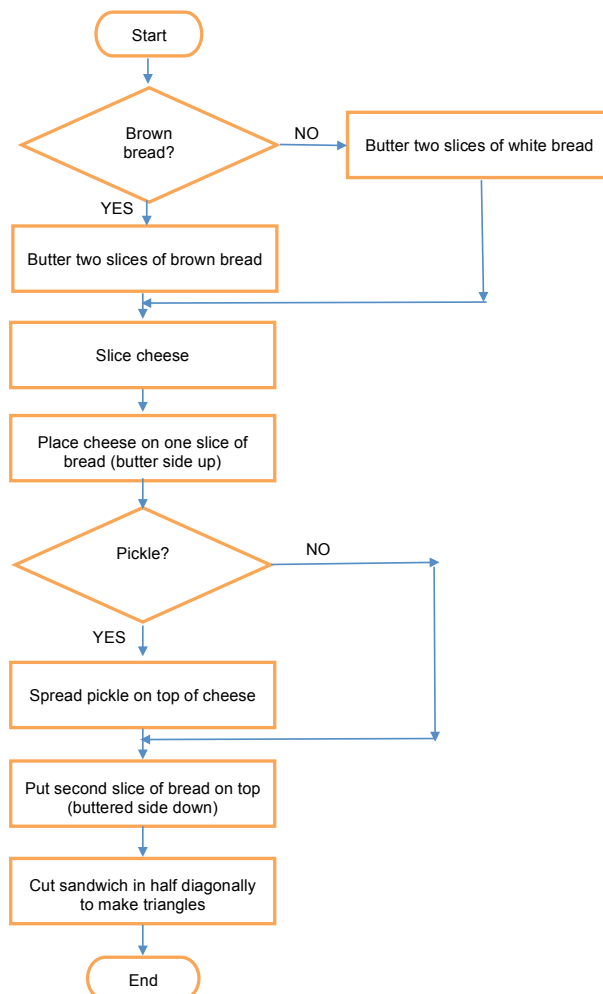 Start
Brown
bread?
NO
Butter two slices of white bread
YES
Butter two slices of brown bread
Slice cheese
Place cheese on one slice of
bread (butter side up)
Pickle?
NO
YES
Spread pickle on top of cheese
Put second slice of bread on top
(buttered side down)
Cut sandwich in half diagonally
to make triangles
End